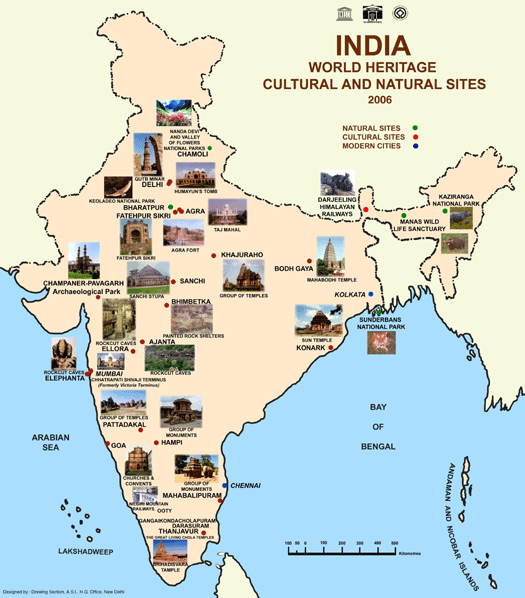 INDIA
WORLD HERITAGE
CULTURAL AND NATURAL SITES
2006
NATURAL SITES
CULTURAL SITES
MODERN CITIES
NANDA DEVI
AND VALLEY
OF FLOWERS
NATIONAL PARKS
CHAMOLI
QUTB MINAR
DELHI
HUMAYUN'S TOMB
KEOLADEO NATIONAL PARK
BHARATPUR
FATEHPUR SIKRI
AGRA
TAJ MAHAL
AGRA FORT
FATEHPUR SIKRI
DARJEELING
HIMALAYAN
RAILWAYS
KAZIRANGA
NATIONAL PARK
MANAS WILD
LIFE SANCTUARY
KHAJURAHO
GROUP OF TEMPLES
BODH GAYA
MAHABODHI TEMPLE
CHAMPANER-PAVAGARH
Archaeological Park
SANCHI
SANCHI STUPA
BHIMBETKA
PAINTED ROCK SHELTERS
KOLKATA
SUNDERBANS
NATIONAL PARK
SUN TEMPLE
KONARK
ROCKCUT CAVES
ELLORA
AJANTA
ROCKCUT CAVES
ROCKCUT CAVES
ELEPHANTA
MUMBAI
CHHATRAPATI SHIVAJI TERMINUS
(Formerly Victoria Terminus)
GROUP OF TEMPLES
PATTADAKAL
GROUP OF
MONUMENTS
GOA
HAMPI
CHURCHES &
CONVENTS
GROUP OF
MONUMENTS
MAHABALIPURAM
CHENNAI
NILGIRI MOUNTAIN
RAILWAYS
OOTY
GANGAIKONDACHOLAPURAM
DARASURAM
THANJAVUR
THE GREAT LIVING CHOLA TEMPLES
BRIHADISVARA
TAMPLE
ARABIAN
SEA
BAY
OF
BENGAL
LAKSHADWEEP
ANDAMAN AND NICOBAR ISLANDS
100 50 0 100 200 300 400 500
Kilometres
Designed by : Drawing Section, A.S.I., H.Q. Office, New Delhi